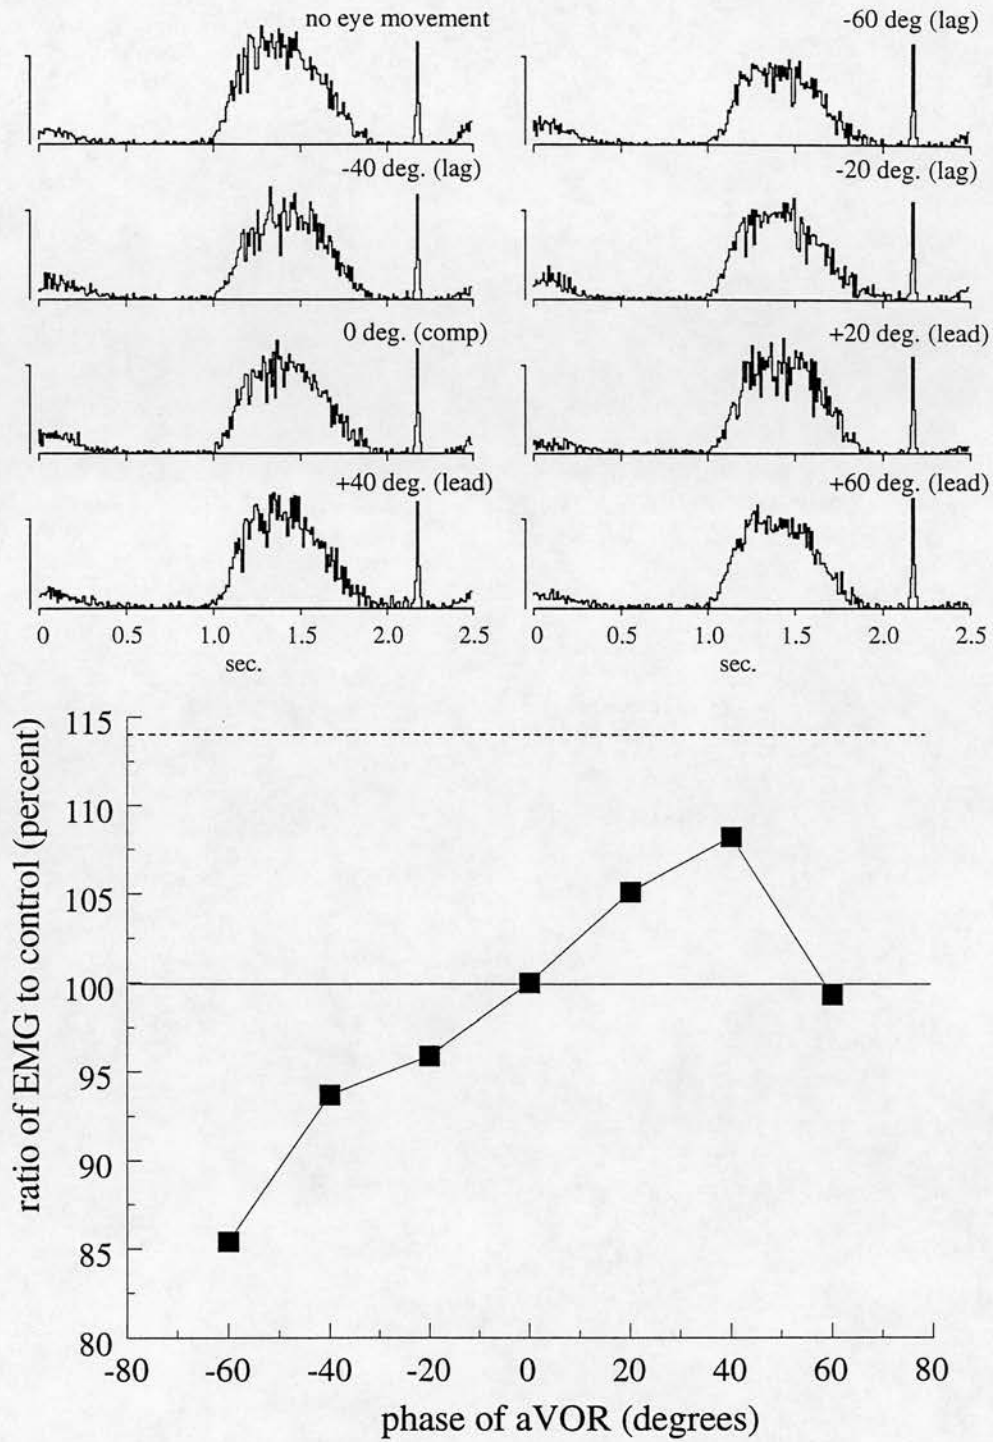 no eye movement
-60 deg (lag)
-40 deg. (lag)
-20 deg. (lag)
0 deg. (comp)
+20 deg. (lead)
+40 deg. (lead)
+60 deg. (lead)
0 0.5 1.0 1.5 2.0 2.5
sec.
0 0.5 1.0 1.5 2.0 2.5
sec.
ratio of EMG to control (percent)
115
110
105
100
95
90
85
80
-80 -60 -40 -20 0 20 40 60 80
phase of aVOR (degrees)